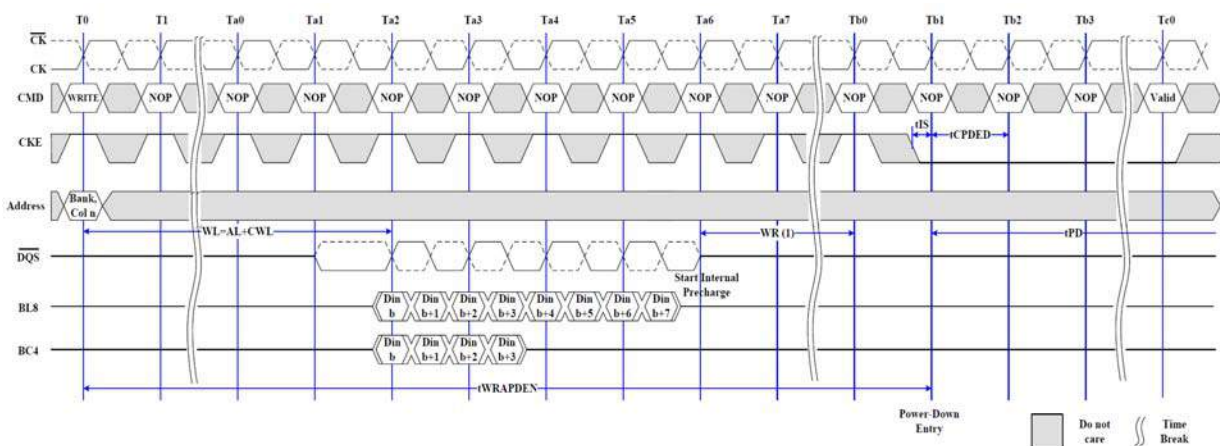 T0 T1 Ta0 Ta1 Ta2 Ta3 Ta4 Ta5 Ta6 Ta7 Tb0 Tb1 Tb2 Tb3 Tc0
CK
CK
CMD WRITE NOP NOP NOP NOP NOP NOP NOP NOP NOP NOP NOP NOP NOP Valid
tIS
tCPDED
CKE
Address Bank,
Col n
WL=AL+CWL WR (1) tPD
DQS
Start Internal
Precharge
BL8 Din Din Din Din Din Din Din Din
b b+1 b+2 b+3 b+4 b+5 b+6 b+7
BC4 Din Din Din Din
b b+1 b+2 b+3
tWRAPDEN
Power-Down
Entry
Do not
care
Time
Break